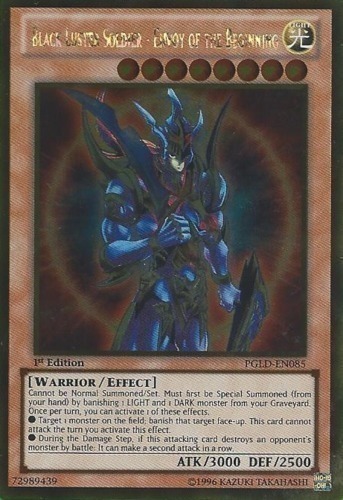 Black Luster Soldier - Envoy of the Beginning
LIGHT
光
1st Edition
PGLD-EN085
[Warrior / Effect]
Cannot be Normal Summoned/Set. Must first be Special Summoned (from
your hand) by banishing 1 LIGHT and 1 DARK monster from your Graveyard.
Once per turn, you can activate 1 of these effects.
● Target 1 monster on the field; banish that target face-up. This card cannot
attack the turn you activate this effect.
● During the Damage Step, if this attacking card destroys an opponent's
monster by battle: It can make a second attack in a row.
ATK/3000 DEF/2500
72989439
©1996 KAZUKI TAKAHASHI